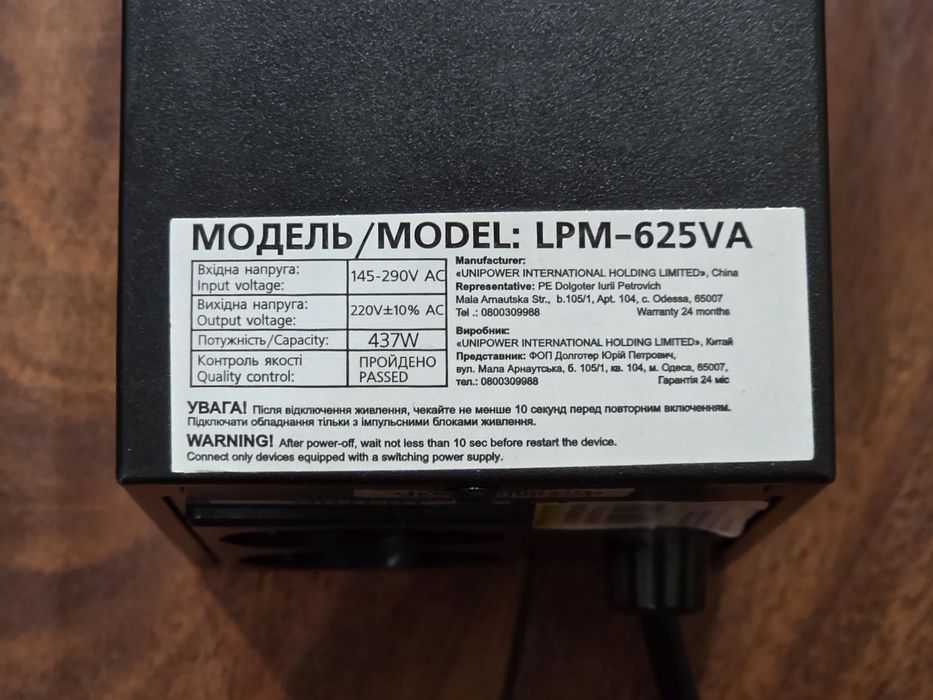 МОДЕЛЬ/MODEL: LPM-625VA
Вхідна напруга:
Input voltage:
145-290V AC
Вихідна напруга:
Output voltage:
220V±10% AC
Потужність/Capacity:
437W
Контроль якості
Quality control:
ПРОЙДЕНО
PASSED
Manufacturer:
«UNIPOWER INTERNATIONAL HOLDING LIMITED», China
Representative: PE Dolgoter Iurii Petrovich
Mala Arnautska Str., b.105/1, Apt. 104, c. Odessa, 65007
Tel .: 0800309988 Warranty 24 months
Виробник:
«UNIPOWER INTERNATIONAL HOLDING LIMITED», Китай
Представник: ФОП Долготер Юрій Петрович,
вул. Мала Арнаутська, б. 105/1, кв. 104, м. Одеса, 65007,
тел.: 0800309988 Гарантія 24 міс
УВАГА! Після відключення живлення, чекайте не менше 10 секунд перед повторним включенням.
Підключати обладнання тільки з імпульсними блоками живлення.
WARNING! After power-off, wait not less than 10 sec before restart the device.
Connect only devices equipped with a switching power supply.